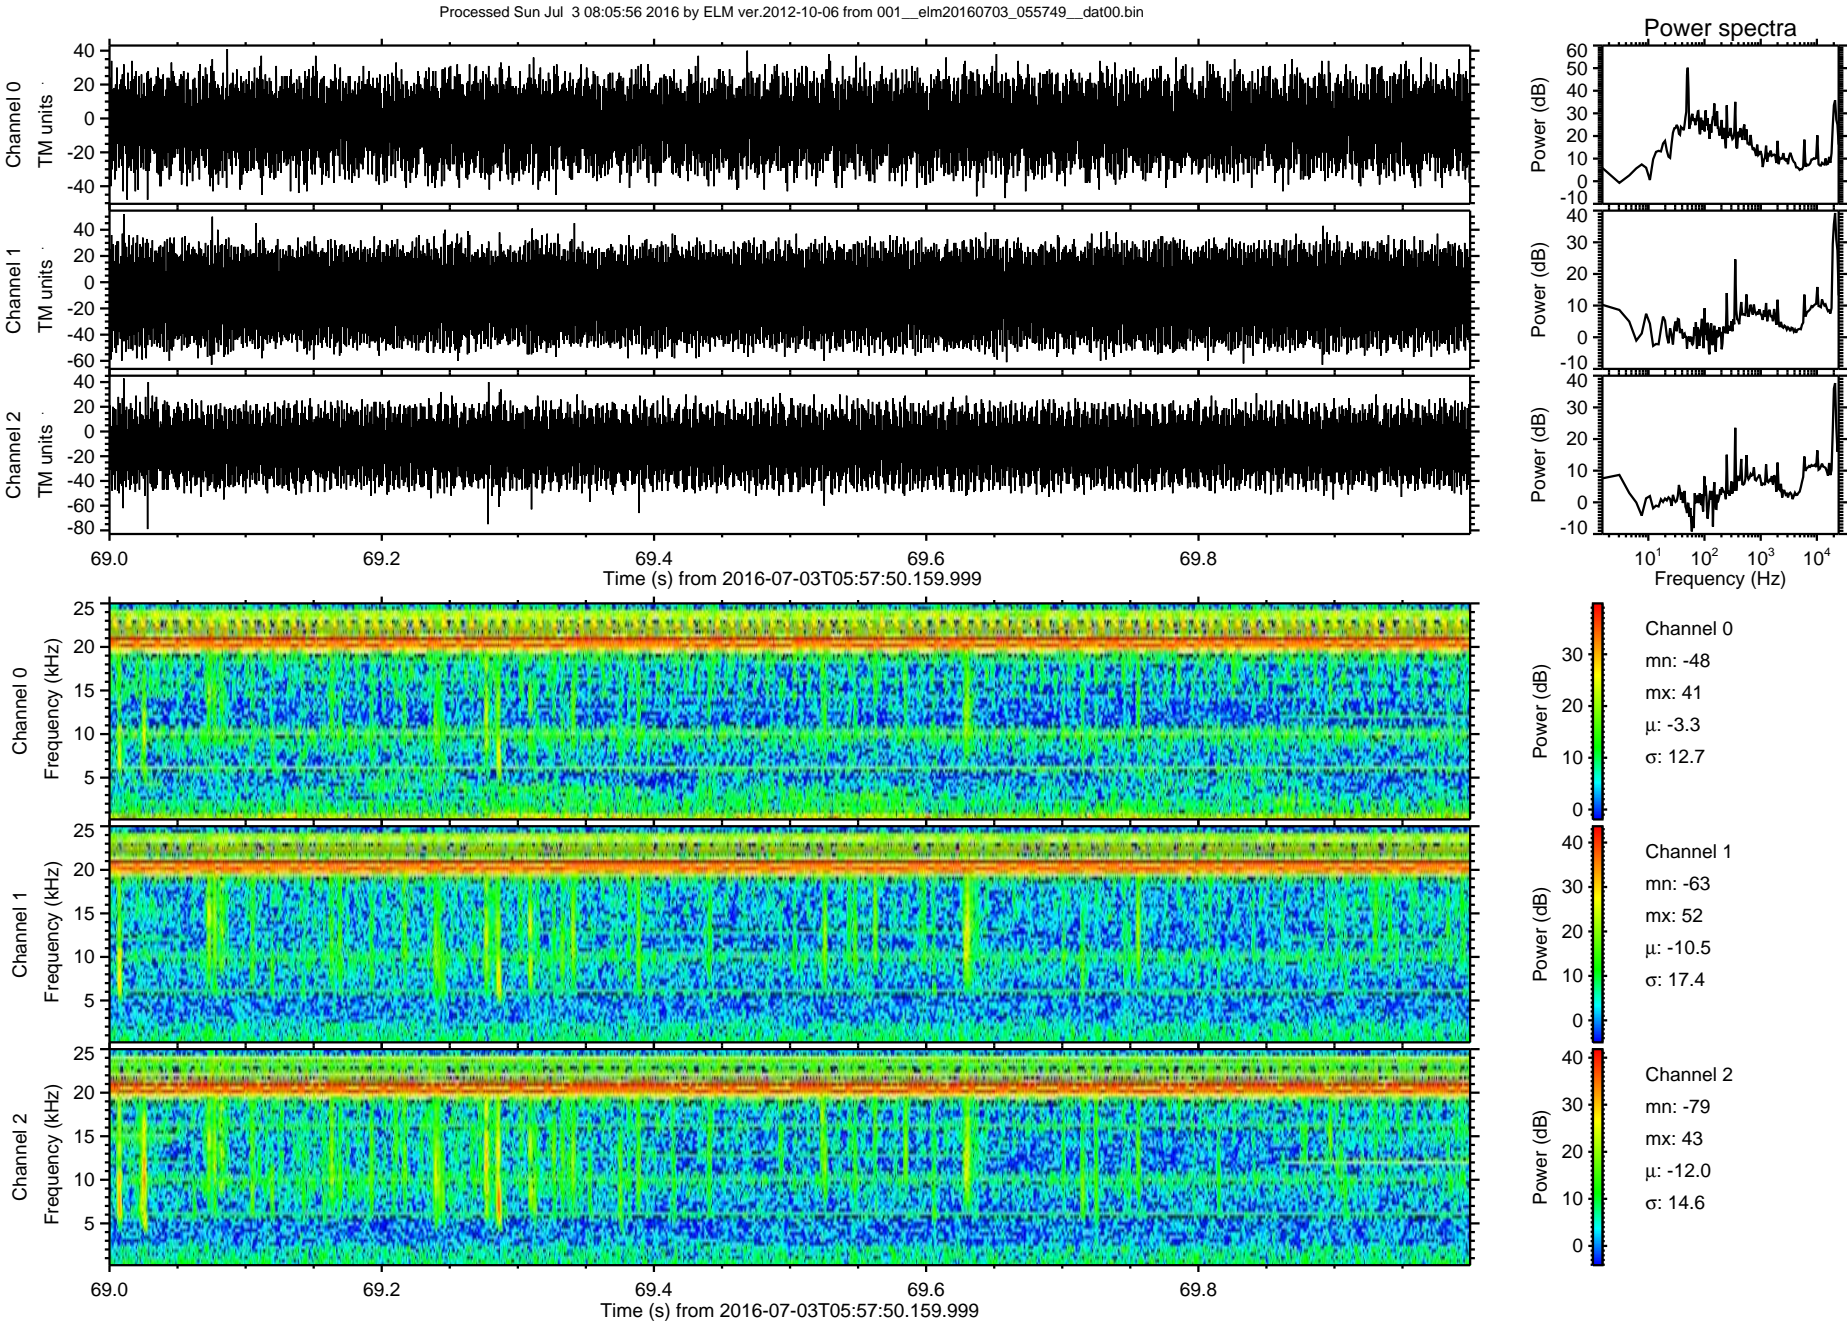 Processed Sun Jul  3 08:05:56 2016 by ELM ver.2012-10-06 from 001__elm20160703_055749__dat00.bin
Power spectra
Channel 0
TM units
40
20
0
-20
-40
Power (dB)
60
50
40
30
20
10
0
-10
Channel 1
TM units
40
20
0
-20
-40
-60
Power (dB)
40
30
20
10
0
-10
Channel 2
TM units
40
20
0
-20
-40
-60
-80
Power (dB)
40
30
20
10
0
-10
69.0 69.2 69.4 69.6 69.8
Time (s) from 2016-07-03T05:57:50.159.999
10¹ 10² 10³ 10⁴
Frequency (Hz)
Channel 0
Frequency (kHz)
25
20
15
10
5
Power (dB)
30
20
10
0
Channel 0
mn: -48
mx: 41
μ: -3.3
σ: 12.7
Channel 1
Frequency (kHz)
25
20
15
10
5
Power (dB)
40
30
20
10
0
Channel 1
mn: -63
mx: 52
μ: -10.5
σ: 17.4
Channel 2
Frequency (kHz)
25
20
15
10
5
Power (dB)
40
30
20
10
0
Channel 2
mn: -79
mx: 43
μ: -12.0
σ: 14.6
69.0 69.2 69.4 69.6 69.8
Time (s) from 2016-07-03T05:57:50.159.999